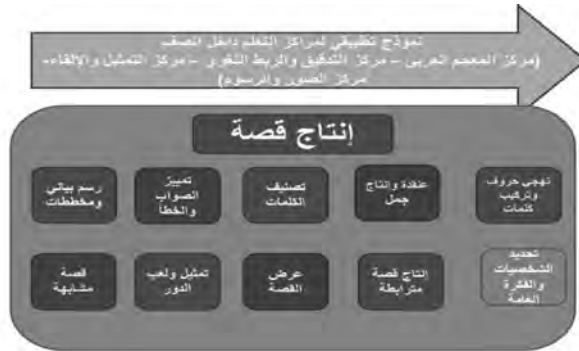 نموذج تطبيقي لمراكز التعلم داخل الصف
(مركز المعجم العربي – مركز التدقيق والربط اللغوي – مركز التمثيل والإلقاء-
مركز الصور والرسوم)
إنتاج قصة
تهجي حروف
وتركيب
كلمات
عنقدة وإنتاج
جمل
تصنيف
الكلمات
تمييز
الصواب
والخطأ
رسم بياني
ومخططات
تحديد
الشخصيات
والفكرة
العامة
إنتاج قصة
مترابطة
عرض
القصة
تمثيل ولعب
الدور
قصة
مشابهة